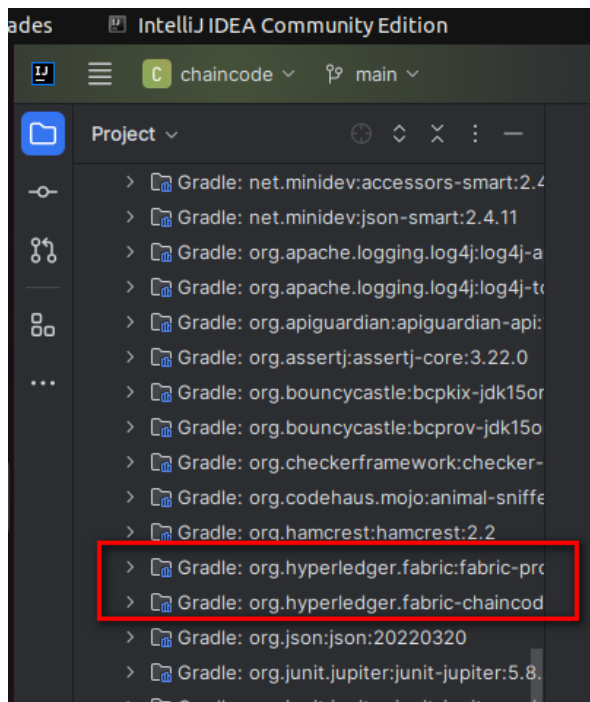 ades IntelliJ IDEA Community Edition
IJ C chaincode main
Project
Gradle: net.minidev:accessors-smart:2.4
Gradle: net.minidev:json-smart:2.4.11
Gradle: org.apache.logging.log4j:log4j-a
Gradle: org.apache.logging.log4j:log4j-to
Gradle: org.apiguardian:apiguardian-api:
Gradle: org.assertj:assertj-core:3.22.0
Gradle: org.bouncycastle:bcpkix-jdk15on
Gradle: org.bouncycastle:bcprov-jdk15o
Gradle: org.checkerframework:checker-
Gradle: org.codehaus.mojo:animal-sniffe
Gradle: org.hamcrest:hamcrest:2.2
Gradle: org.hyperledger.fabric:fabric-pro
Gradle: org.hyperledger.fabric-chaincod
Gradle: org.json:json:20220320
Gradle: org.junit.jupiter:junit-jupiter:5.8.